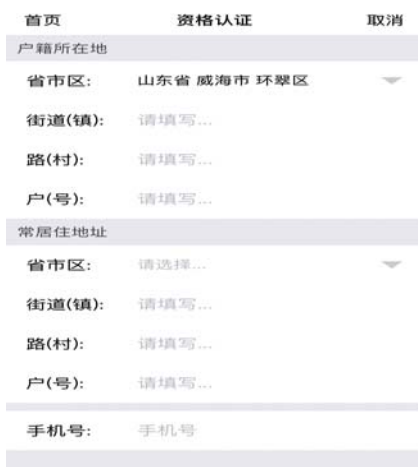 首页 资格认证 取消
户籍所在地
省市区: 山东省 威海市 环翠区
街道(镇): 请填写...
路(村): 请填写...
户(号): 请填写...
常居住地址
省市区: 请选择...
街道(镇): 请填写...
路(村): 请填写...
户(号): 请填写...
手机号: 手机号